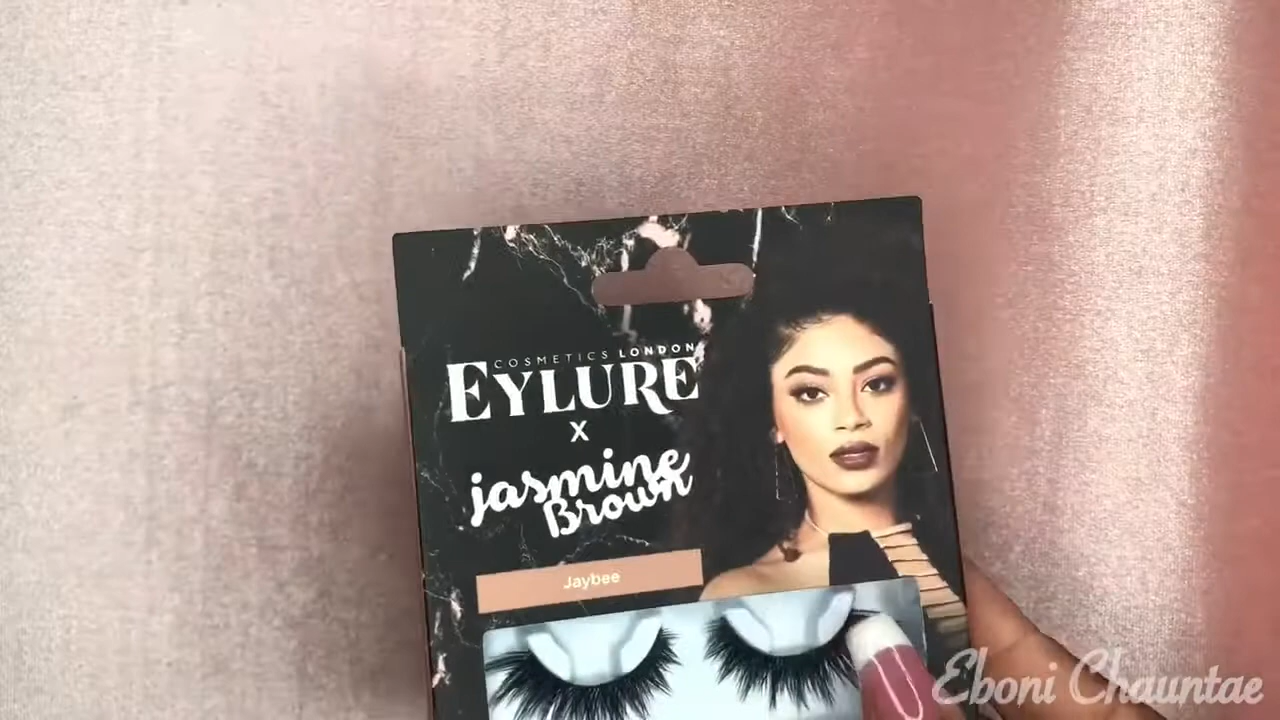 COSMETICS LONDON
EYLURE
X
jasmine
Brown
Jaybee
Eboni Chauntae